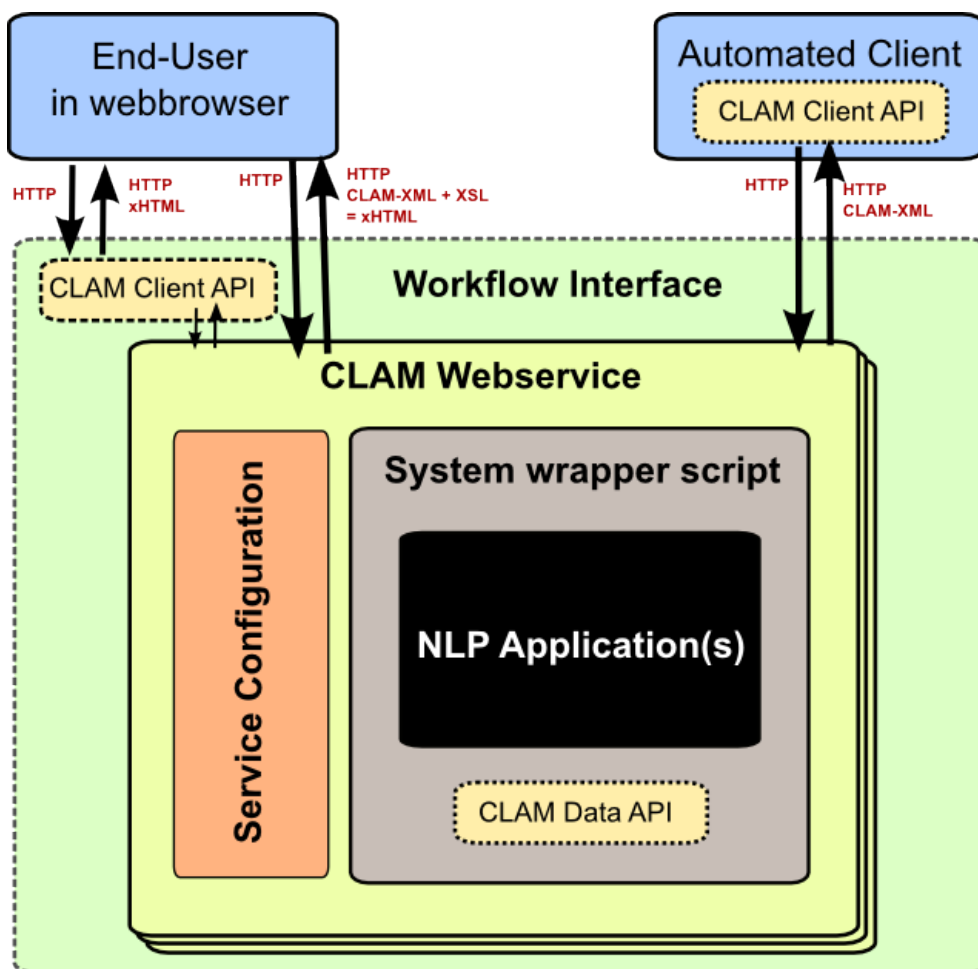 End-User
in webbrowser
Automated Client
CLAM Client API
HTTP
HTTP
xHTML
HTTP
HTTP
CLAM-XML + XSL
= xHTML
HTTP
HTTP
CLAM-XML
CLAM Client API
Workflow Interface
CLAM Webservice
Service Configuration
System wrapper script
NLP Application(s)
CLAM Data API